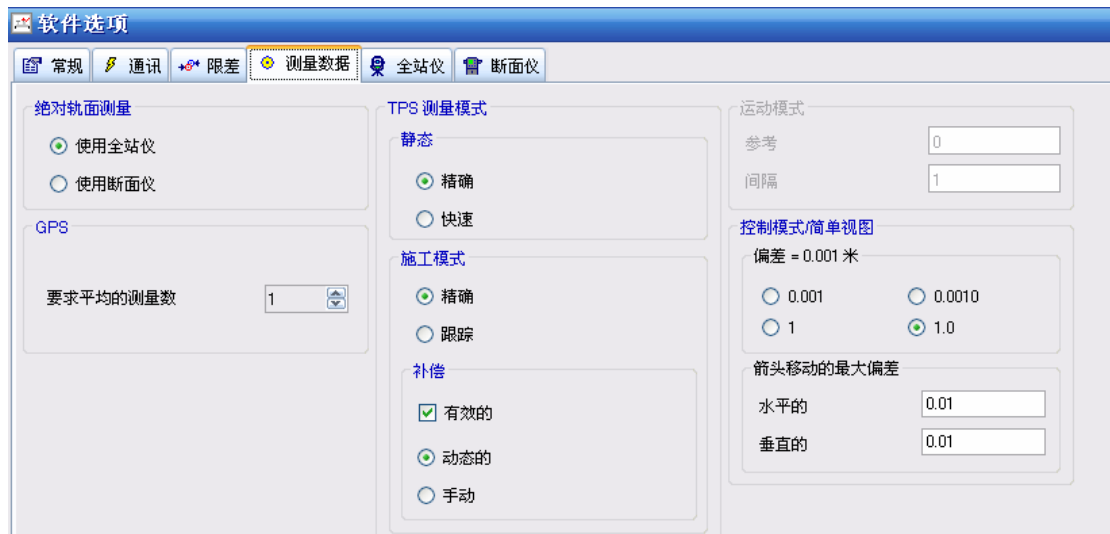 软件选项
常规 通讯 限差 测量数据 全站仪 断面仪
绝对轨面测量
使用全站仪
使用断面仪
GPS
要求平均的测量数 1
TPS 测量模式
静态
精确
快速
施工模式
精确
跟踪
补偿
有效的
动态的
手动
运动模式
参考 0
间隔 1
控制模式/简单视图
偏差 = 0.001 米
0.001 0.0010
1 1.0
箭头移动的最大偏差
水平的 0.01
垂直的 0.01